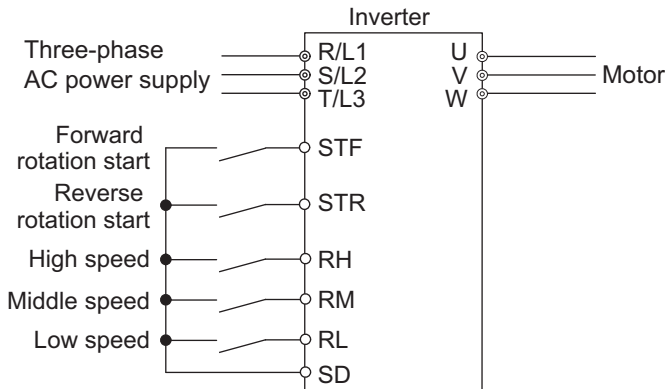 Inverter
Three-phase
AC power supply
R/L1
S/L2
T/L3
U
V
W
Motor
Forward
rotation start
STF
Reverse
rotation start
STR
High speed
RH
Middle speed
RM
Low speed
RL
SD